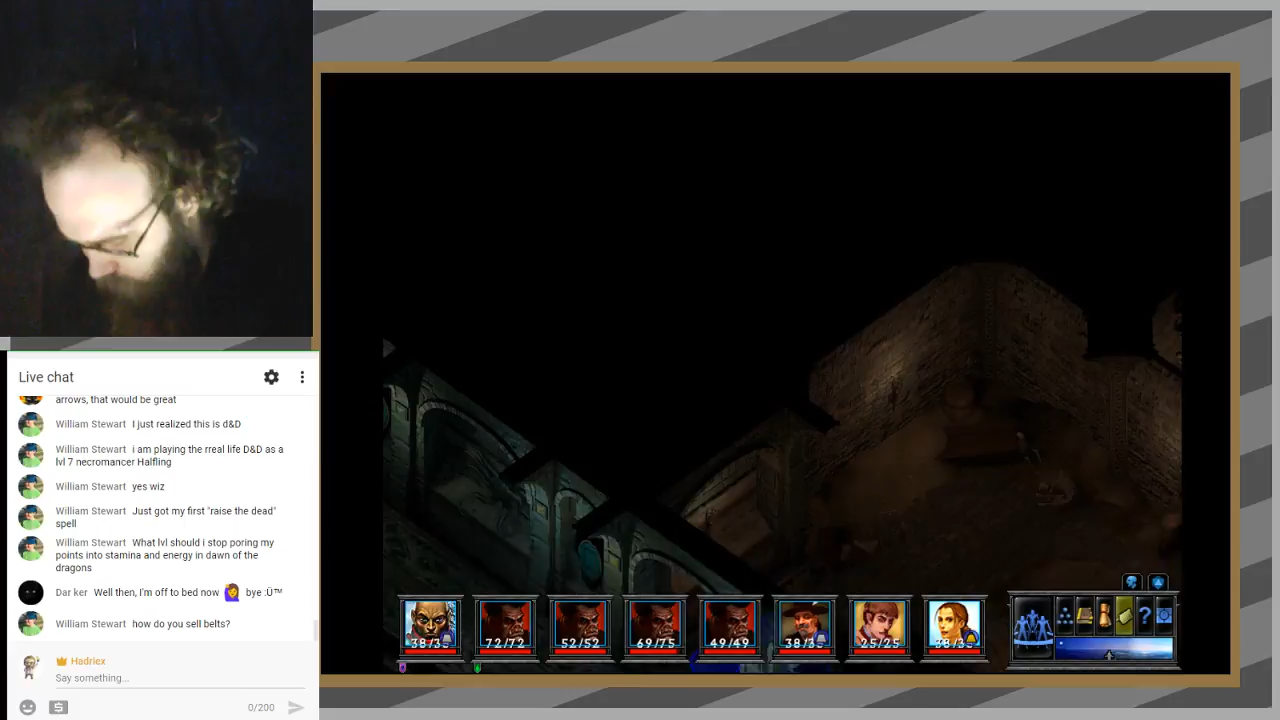 Live chat
arrows, that would be great
William Stewart I just realized this is d&D
William Stewart i am playing the rreal life D&D as a
lvl 7 necromancer Halfling
William Stewart yes wiz
William Stewart Just got my first "raise the dead"
spell
William Stewart What lvl should i stop poring my
points into stamina and energy in dawn of the
dragons
Dar ker Well then, I'm off to bed now 🙋 bye :Ü™
William Stewart how do you sell belts?
Hadriex
Say something...
0/200
72/72
52/52
69/75
49/49
25/25